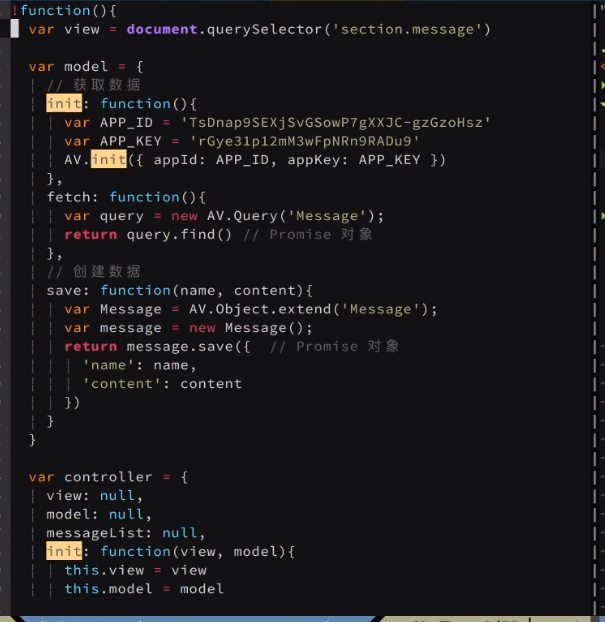 !function(){
var view = document.querySelector('section.message')
var model = {
// 获取数据
init: function(){
var APP_ID = 'TsDnap9SEXjSvGSowP7gXXJC-gzGzoHsz'
var APP_KEY = 'rGye31p12mM3wFpNRn9RADu9'
AV.init({ appId: APP_ID, appKey: APP_KEY })
},
fetch: function(){
var query = new AV.Query('Message');
return query.find() // Promise 对象
},
// 创建数据
save: function(name, content){
var Message = AV.Object.extend('Message');
var message = new Message();
return message.save({  // Promise 对象
'name': name,
'content': content
})
}
}
var controller = {
view: null,
model: null,
messageList: null,
init: function(view, model){
this.view = view
this.model = model